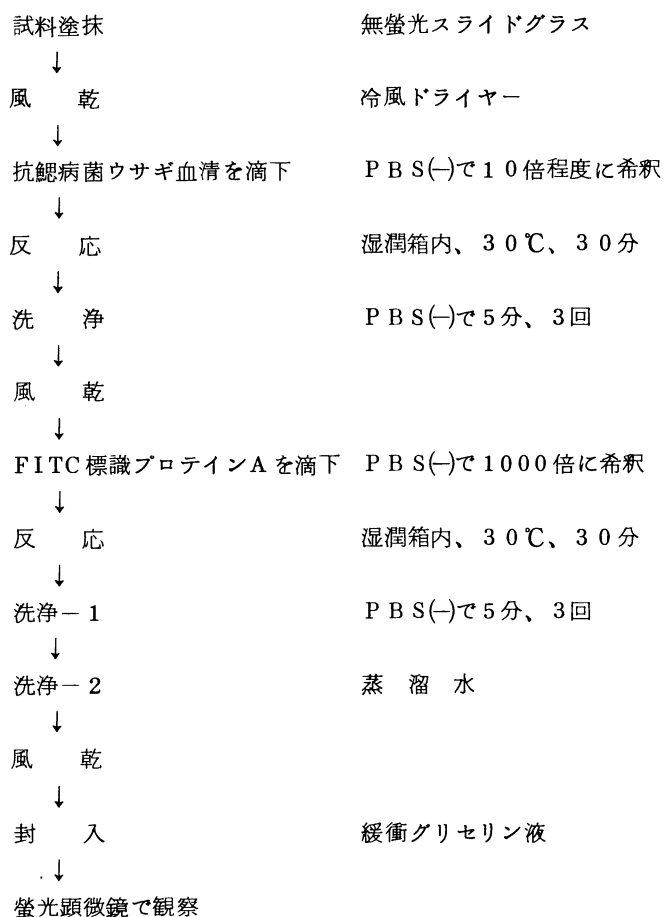 試料塗抹 無螢光スライドグラス
↓
風 乾 冷風ドライヤー
↓
抗鰓病菌ウサギ血清を滴下 PBS(−)で10倍程度に希釈
↓
反 応 湿潤箱内、30℃、30分
↓
洗 浄 PBS(−)で5分、3回
↓
風 乾
↓
FITC標識プロテインAを滴下 PBS(−)で1000倍に希釈
↓
反 応 湿潤箱内、30℃、30分
↓
洗浄−1 PBS(−)で5分、3回
↓
洗浄−2 蒸 溜 水
↓
風 乾
↓
封 入 緩衝グリセリン液
↓
螢光顕微鏡で観察